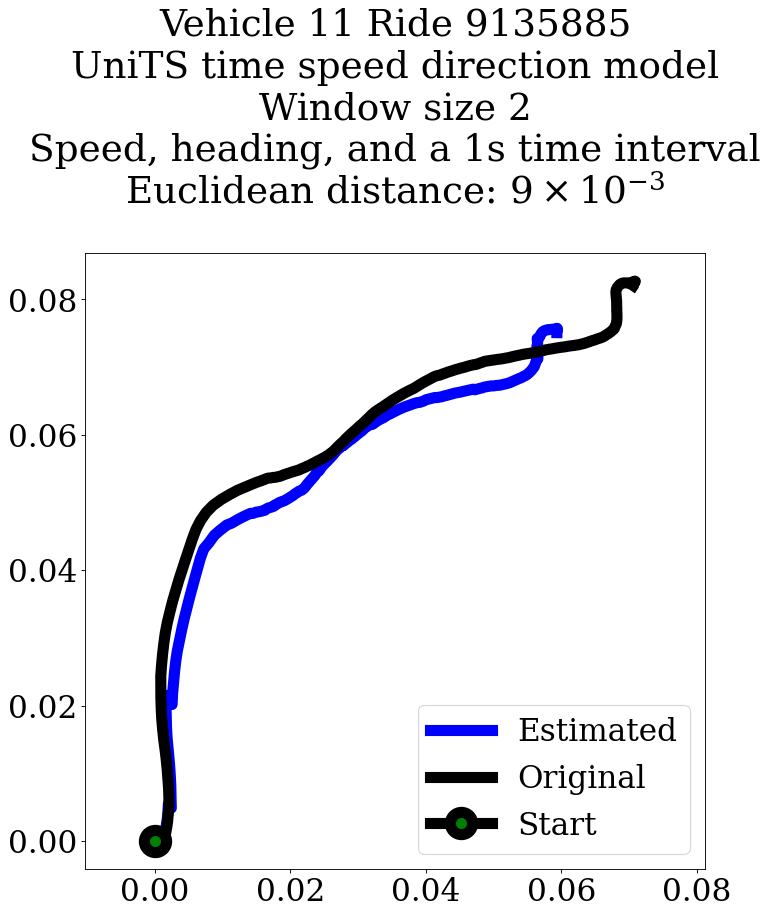 Vehicle 11 Ride 9135885
UniTS time speed direction model
Window size 2
Speed, heading, and a 1s time interval
Euclidean distance: 9 × 10⁻³
0.08
0.06
0.04
0.02
0.00
Estimated
Original
Start
0.00 0.02 0.04 0.06 0.08